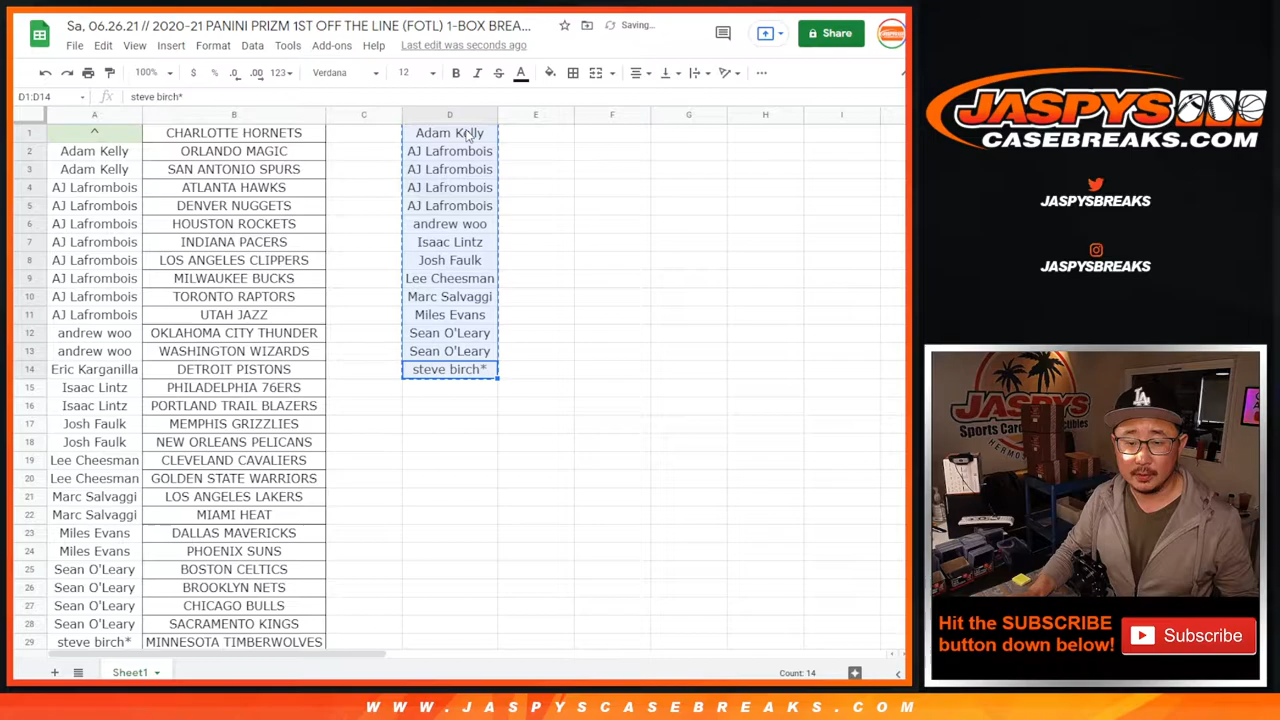 Sa, 06.26.21 // 2020-21 PANINI PRIZM 1ST OFF THE LINE (FOTL) 1-BOX BREA...
Saving...
Share
File Edit View Insert Format Data Tools Add-ons Help Last edit was seconds ago
100% $ % .0 .00 123 Verdana 12 B I S A
D1:D14 fx steve birch*
A B C D E F G H I
1 ^ CHARLOTTE HORNETS Adam Kelly
2 Adam Kelly ORLANDO MAGIC AJ Lafrombois
3 Adam Kelly SAN ANTONIO SPURS AJ Lafrombois
4 AJ Lafrombois ATLANTA HAWKS AJ Lafrombois
5 AJ Lafrombois DENVER NUGGETS AJ Lafrombois
6 AJ Lafrombois HOUSTON ROCKETS andrew woo
7 AJ Lafrombois INDIANA PACERS Isaac Lintz
8 AJ Lafrombois LOS ANGELES CLIPPERS Josh Faulk
9 AJ Lafrombois MILWAUKEE BUCKS Lee Cheesman
10 AJ Lafrombois TORONTO RAPTORS Marc Salvaggi
11 AJ Lafrombois UTAH JAZZ Miles Evans
12 andrew woo OKLAHOMA CITY THUNDER Sean O'Leary
13 andrew woo WASHINGTON WIZARDS Sean O'Leary
14 Eric Karganilla DETROIT PISTONS steve birch*
15 Isaac Lintz PHILADELPHIA 76ERS
16 Isaac Lintz PORTLAND TRAIL BLAZERS
17 Josh Faulk MEMPHIS GRIZZLIES
18 Josh Faulk NEW ORLEANS PELICANS
19 Lee Cheesman CLEVELAND CAVALIERS
20 Lee Cheesman GOLDEN STATE WARRIORS
21 Marc Salvaggi LOS ANGELES LAKERS
22 Marc Salvaggi MIAMI HEAT
23 Miles Evans DALLAS MAVERICKS
24 Miles Evans PHOENIX SUNS
25 Sean O'Leary BOSTON CELTICS
26 Sean O'Leary BROOKLYN NETS
27 Sean O'Leary CHICAGO BULLS
28 Sean O'Leary SACRAMENTO KINGS
29 steve birch* MINNESOTA TIMBERWOLVES
Sheet1
Count: 14
JASPYS
CASEBREAKS.COM
JASPYSBREAKS
JASPYSBREAKS
JASPYS
LA
Hit the SUBSCRIBE
button down below!
Subscribe
WWW.JASPYSCASEBREAKS.COM